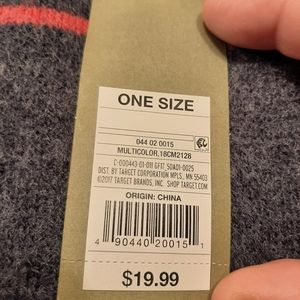 ONE SIZE
044 02 0015
MULTICOLOR,18CM2128
C-000443-01-011 GF17 50A01-0025
DIST. BY TARGET CORPORATION MPLS, MN 55403
©2017 TARGET BRANDS, INC SHOP TARGET.COM
ORIGIN: CHINA
4 90440 20015 1
$19.99